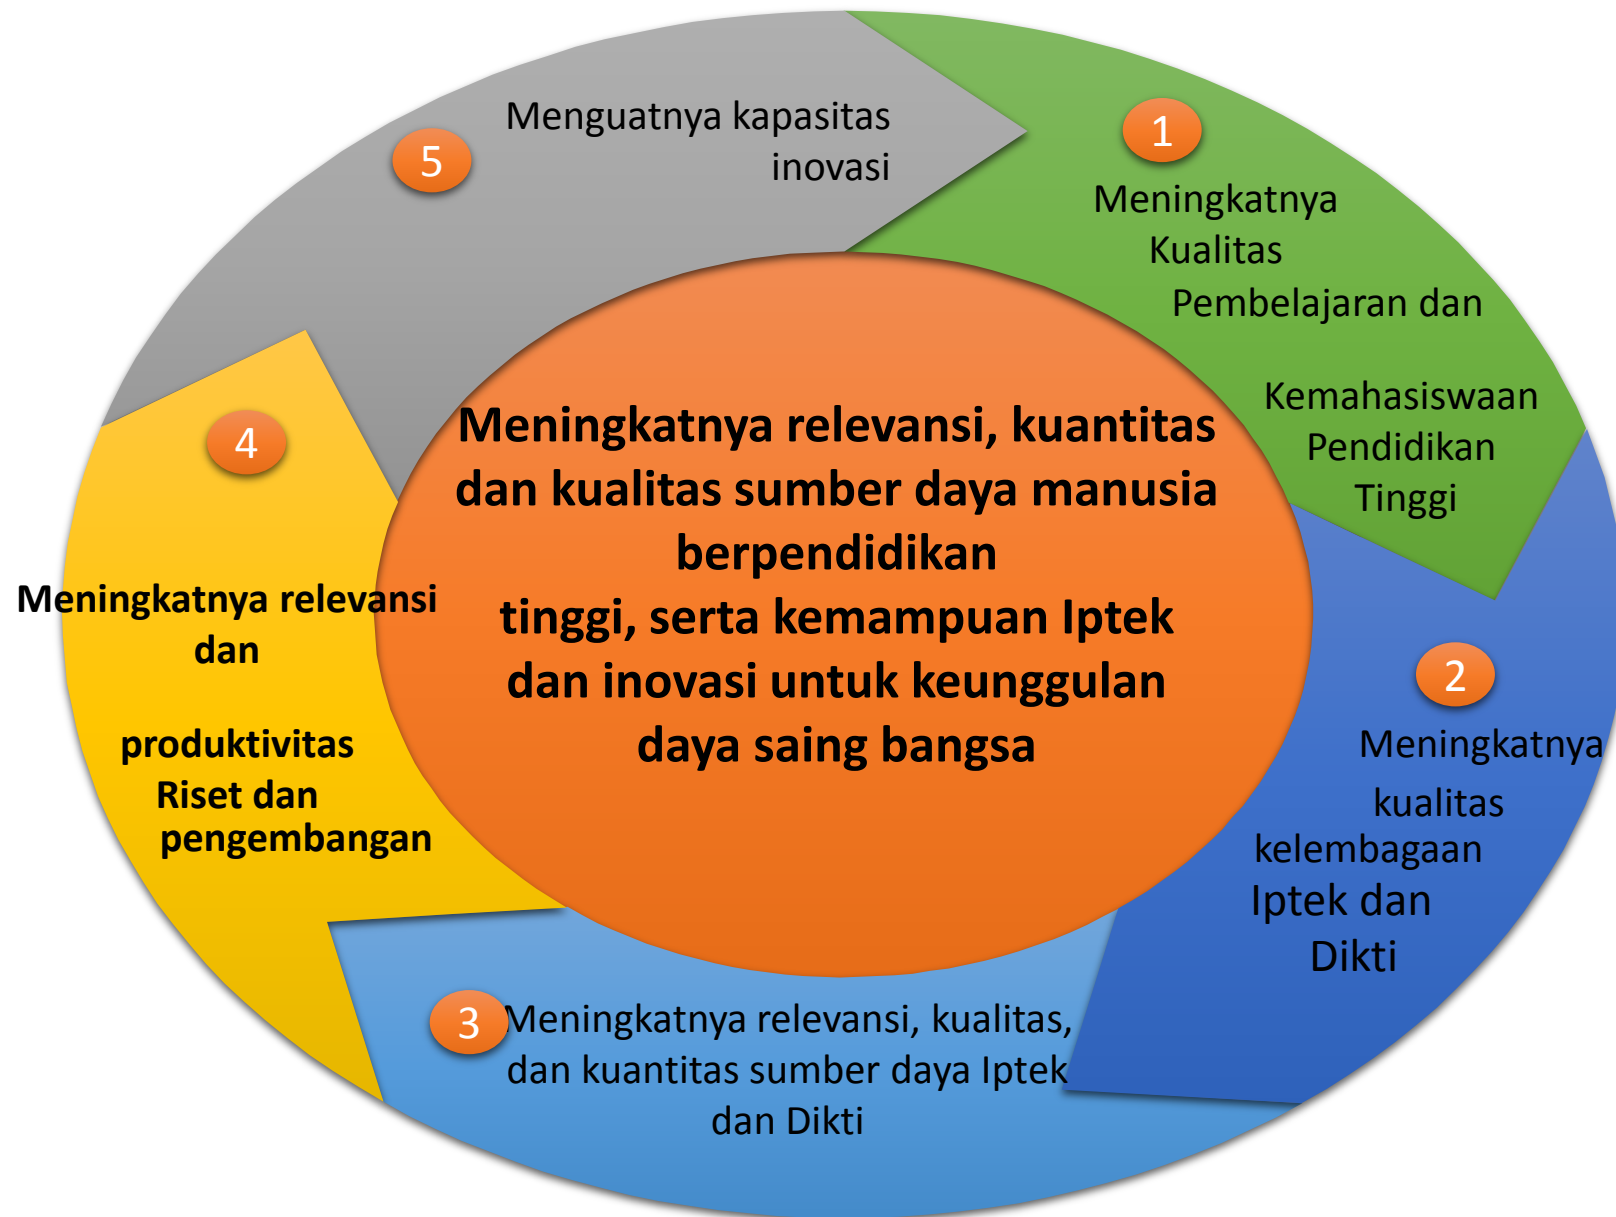 1
Meningkatnya
Kualitas
Pembelajaran dan
Kemahasiswaan
Pendidikan
Tinggi
2
Meningkatnya
kualitas
kelembagaan
Iptek dan
Dikti
3
Meningkatnya relevansi, kualitas,
dan kuantitas sumber daya Iptek
dan Dikti
4
Meningkatnya relevansi
dan
produktivitas
Riset dan
pengembangan
5
Menguatnya kapasitas
inovasi
Meningkatnya relevansi, kuantitas
dan kualitas sumber daya manusia
berpendidikan
tinggi, serta kemampuan Iptek
dan inovasi untuk keunggulan
daya saing bangsa